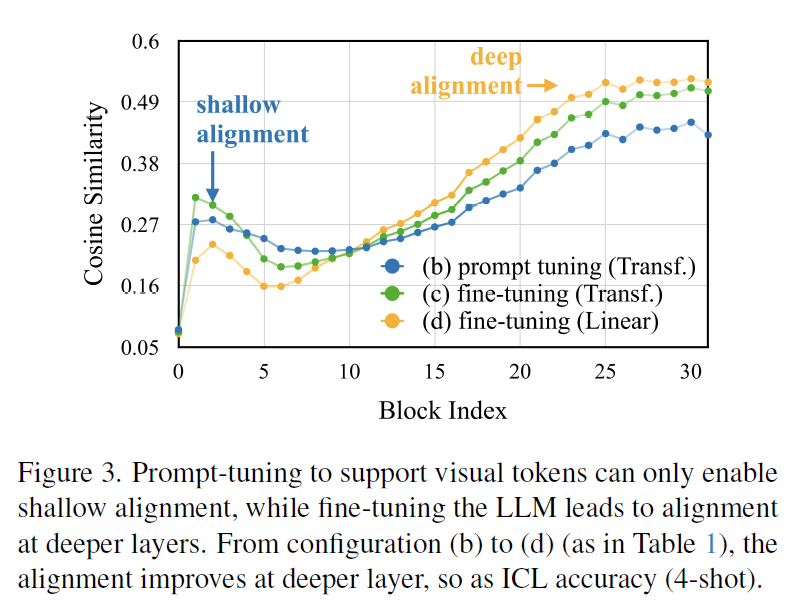 0.6
0.49
0.38
0.27
0.16
0.05
Cosine Similarity
shallow
alignment
deep
alignment
(b) prompt tuning (Transf.)
(c) fine-tuning (Transf.)
(d) fine-tuning (Linear)
0 5 10 15 20 25 30
Block Index
Figure 3. Prompt-tuning to support visual tokens can only enable
shallow alignment, while fine-tuning the LLM leads to alignment
at deeper layers. From configuration (b) to (d) (as in Table 1), the
alignment improves at deeper layer, so as ICL accuracy (4-shot).